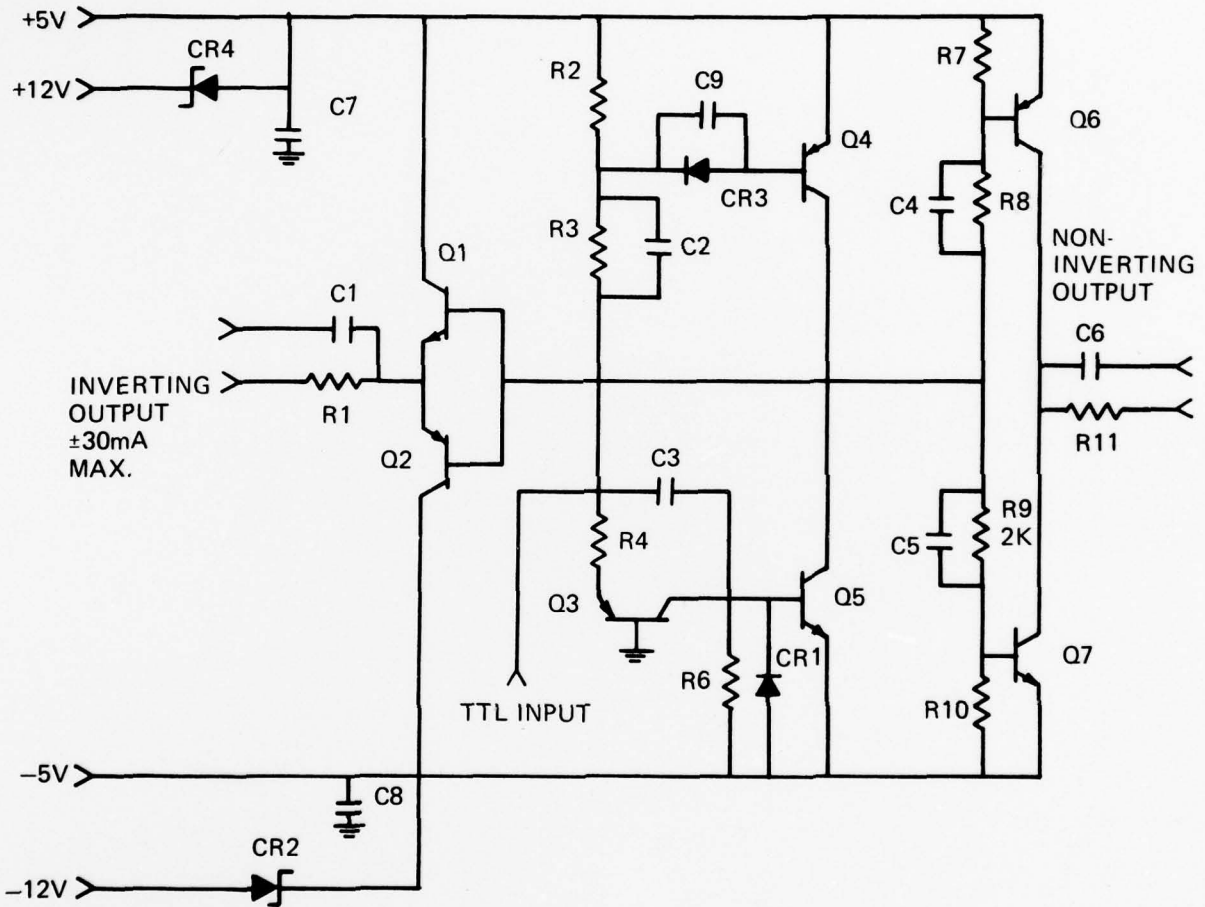 +5V
CR4
+12V
C7
R2
C9
CR3
Q4
R7
Q6
C4
R8
R3
C2
Q1
C1
NON-
INVERTING
OUTPUT
C6
INVERTING
OUTPUT
±30mA
MAX.
R1
Q2
R11
C3
R4
R9
2K
C5
Q3
Q5
CR1
R6
Q7
R10
TTL INPUT
−5V
C8
CR2
−12V